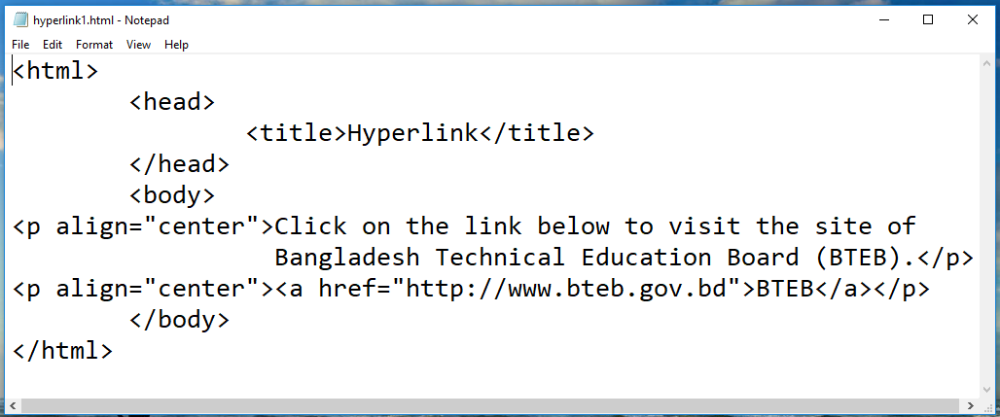 hyperlink1.html - Notepad
File Edit Format View Help
<html>
<head>
<title>Hyperlink</title>
</head>
<body>
<p align="center">Click on the link below to visit the site of
Bangladesh Technical Education Board (BTEB).</p>
<p align="center"><a href="http://www.bteb.gov.bd">BTEB</a></p>
</body>
</html>